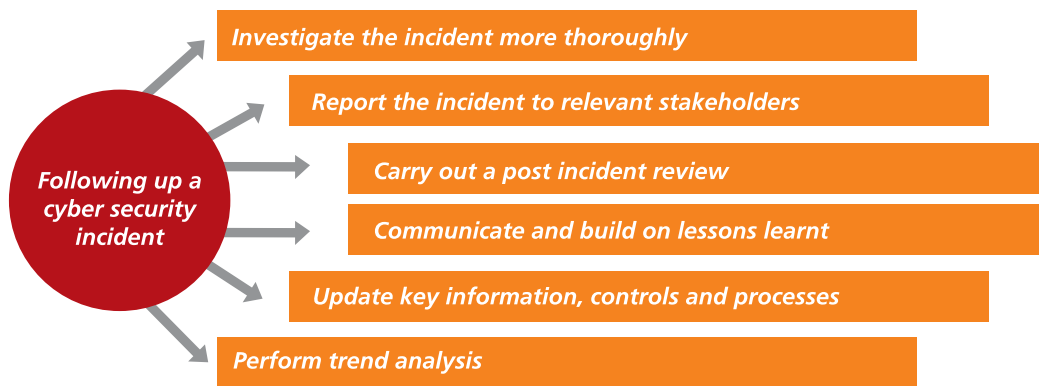 Investigate the incident more thoroughly
Report the incident to relevant stakeholders
Following up a
cyber security
incident
Carry out a post incident review
Communicate and build on lessons learnt
Update key information, controls and processes
Perform trend analysis